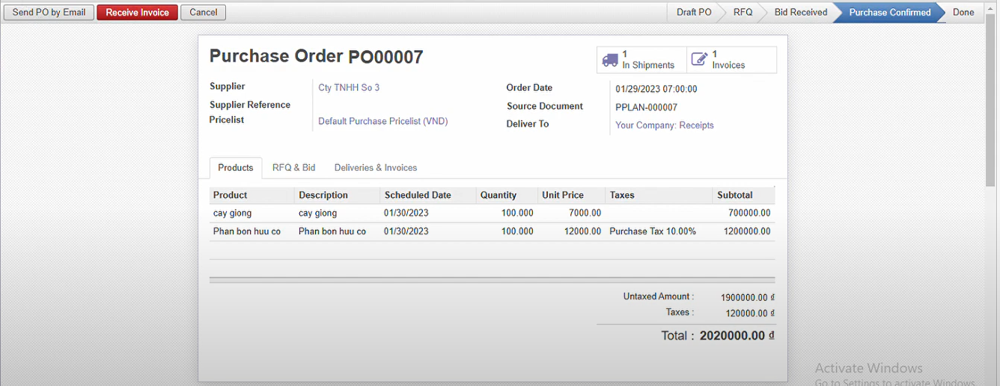 Send PO by Email Receive Invoice Cancel Draft PO RFQ Bid Received Purchase Confirmed Done
Purchase Order PO00007
1 In Shipments
1 Invoices
Supplier Cty TNHH So 3 Order Date 01/29/2023 07:00:00
Supplier Reference Source Document PPLAN-000007
Pricelist Default Purchase Pricelist (VND) Deliver To Your Company: Receipts
Products RFQ & Bid Deliveries & Invoices
Product Description Scheduled Date Quantity Unit Price Taxes Subtotal
cay giong cay giong 01/30/2023 100.000 7000.00 700000.00
Phan bon huu co Phan bon huu co 01/30/2023 100.000 12000.00 Purchase Tax 10.00% 1200000.00
Untaxed Amount : 1900000.00 ₫
Taxes : 120000.00 ₫
Total : 2020000.00 ₫
Activate Windows
Go to Settings to activate Windows.